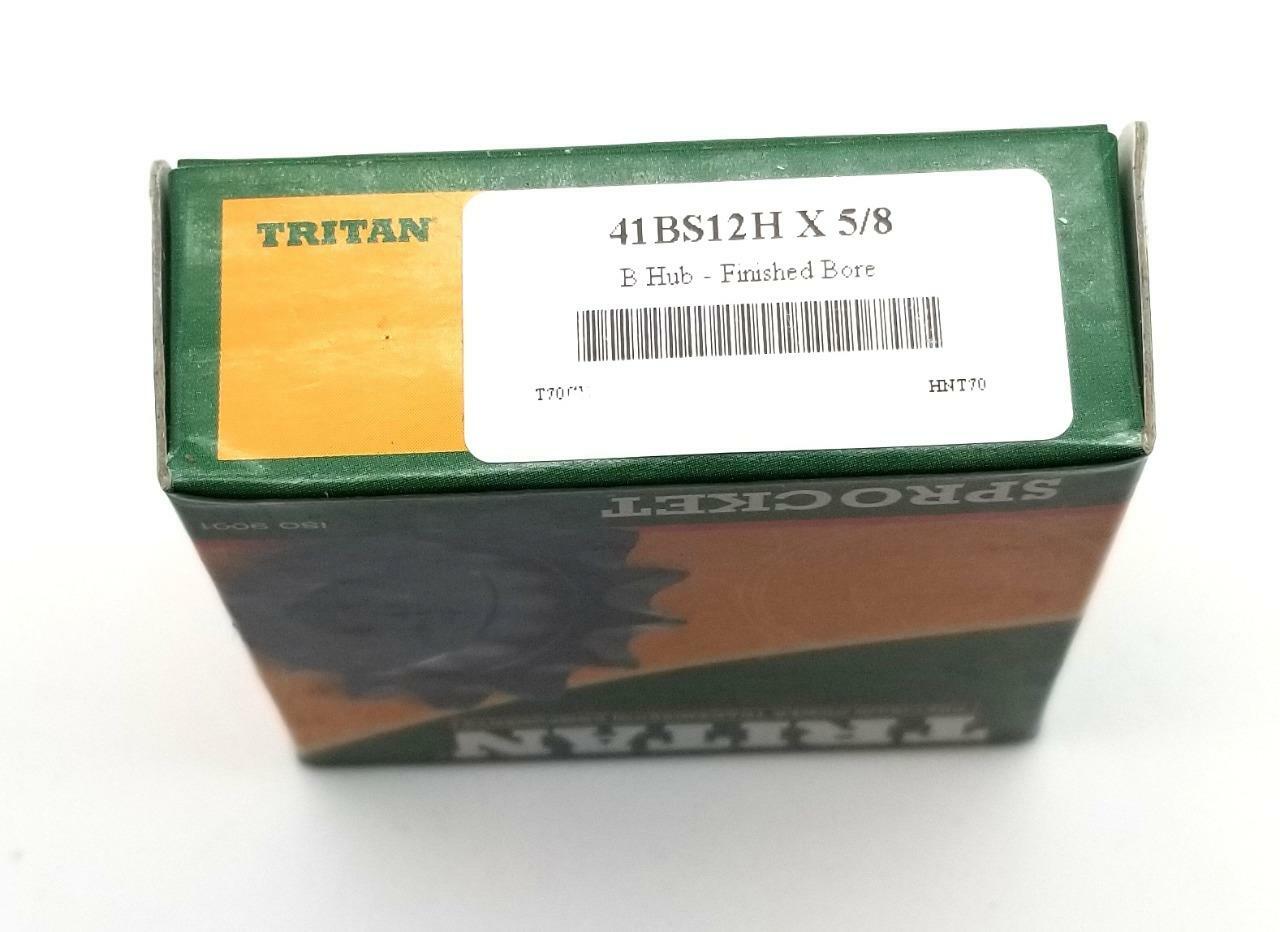 TRITAN
41BS12H X 5/8
B Hub - Finished Bore
HNT70
SPROCKET
ISO 9001
TRITAN